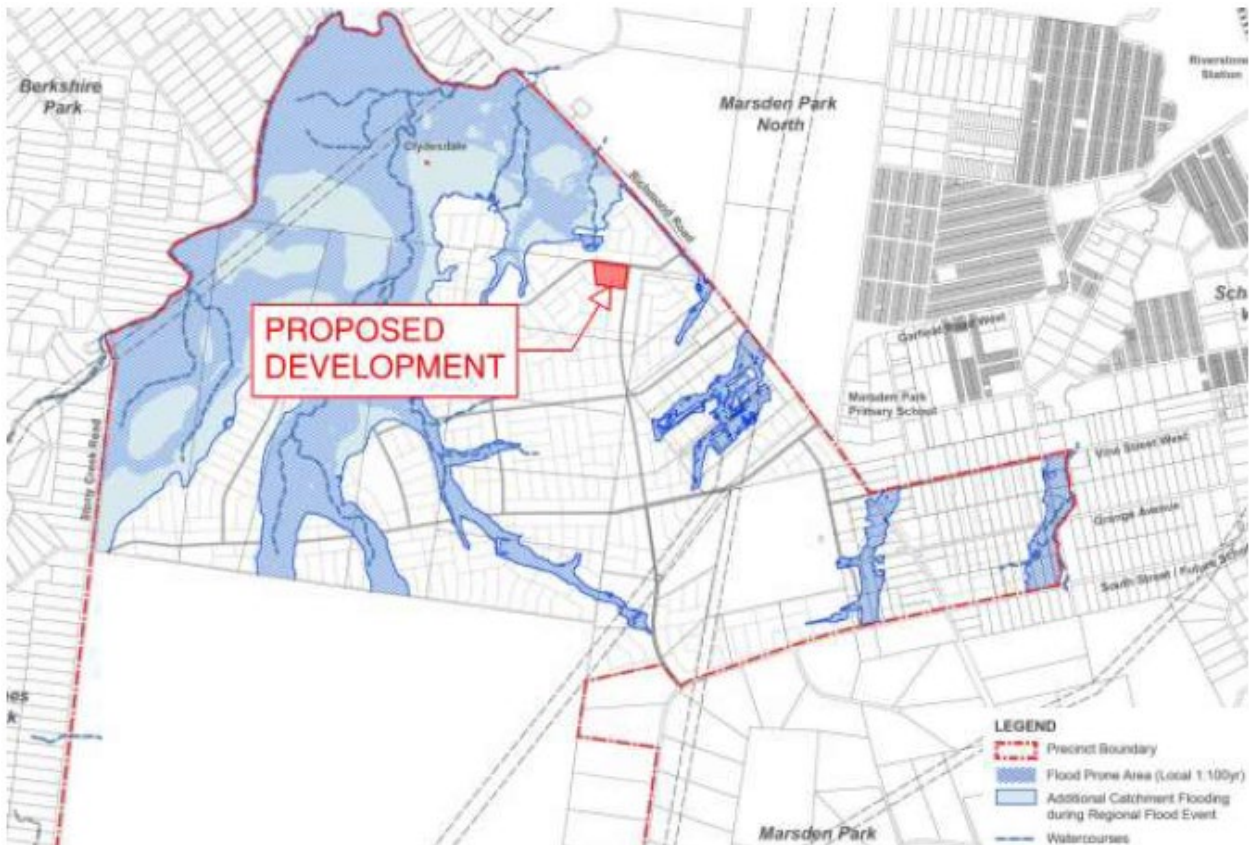 Riverstone
Station
Berkshire
Park
Marsden Park
North
Clydesdale
Richmond Road
PROPOSED
DEVELOPMENT
Sch
Garfield Road West
Marsden Park
Primary School
Vine Street West
Stony Creek Road
Grange Avenue
South Street / Future
LEGEND
Precinct Boundary
Flood Prone Area (Local 1:100yr)
Additional Catchment Flooding
during Regional Flood Event
Watercourses
Marsden Park